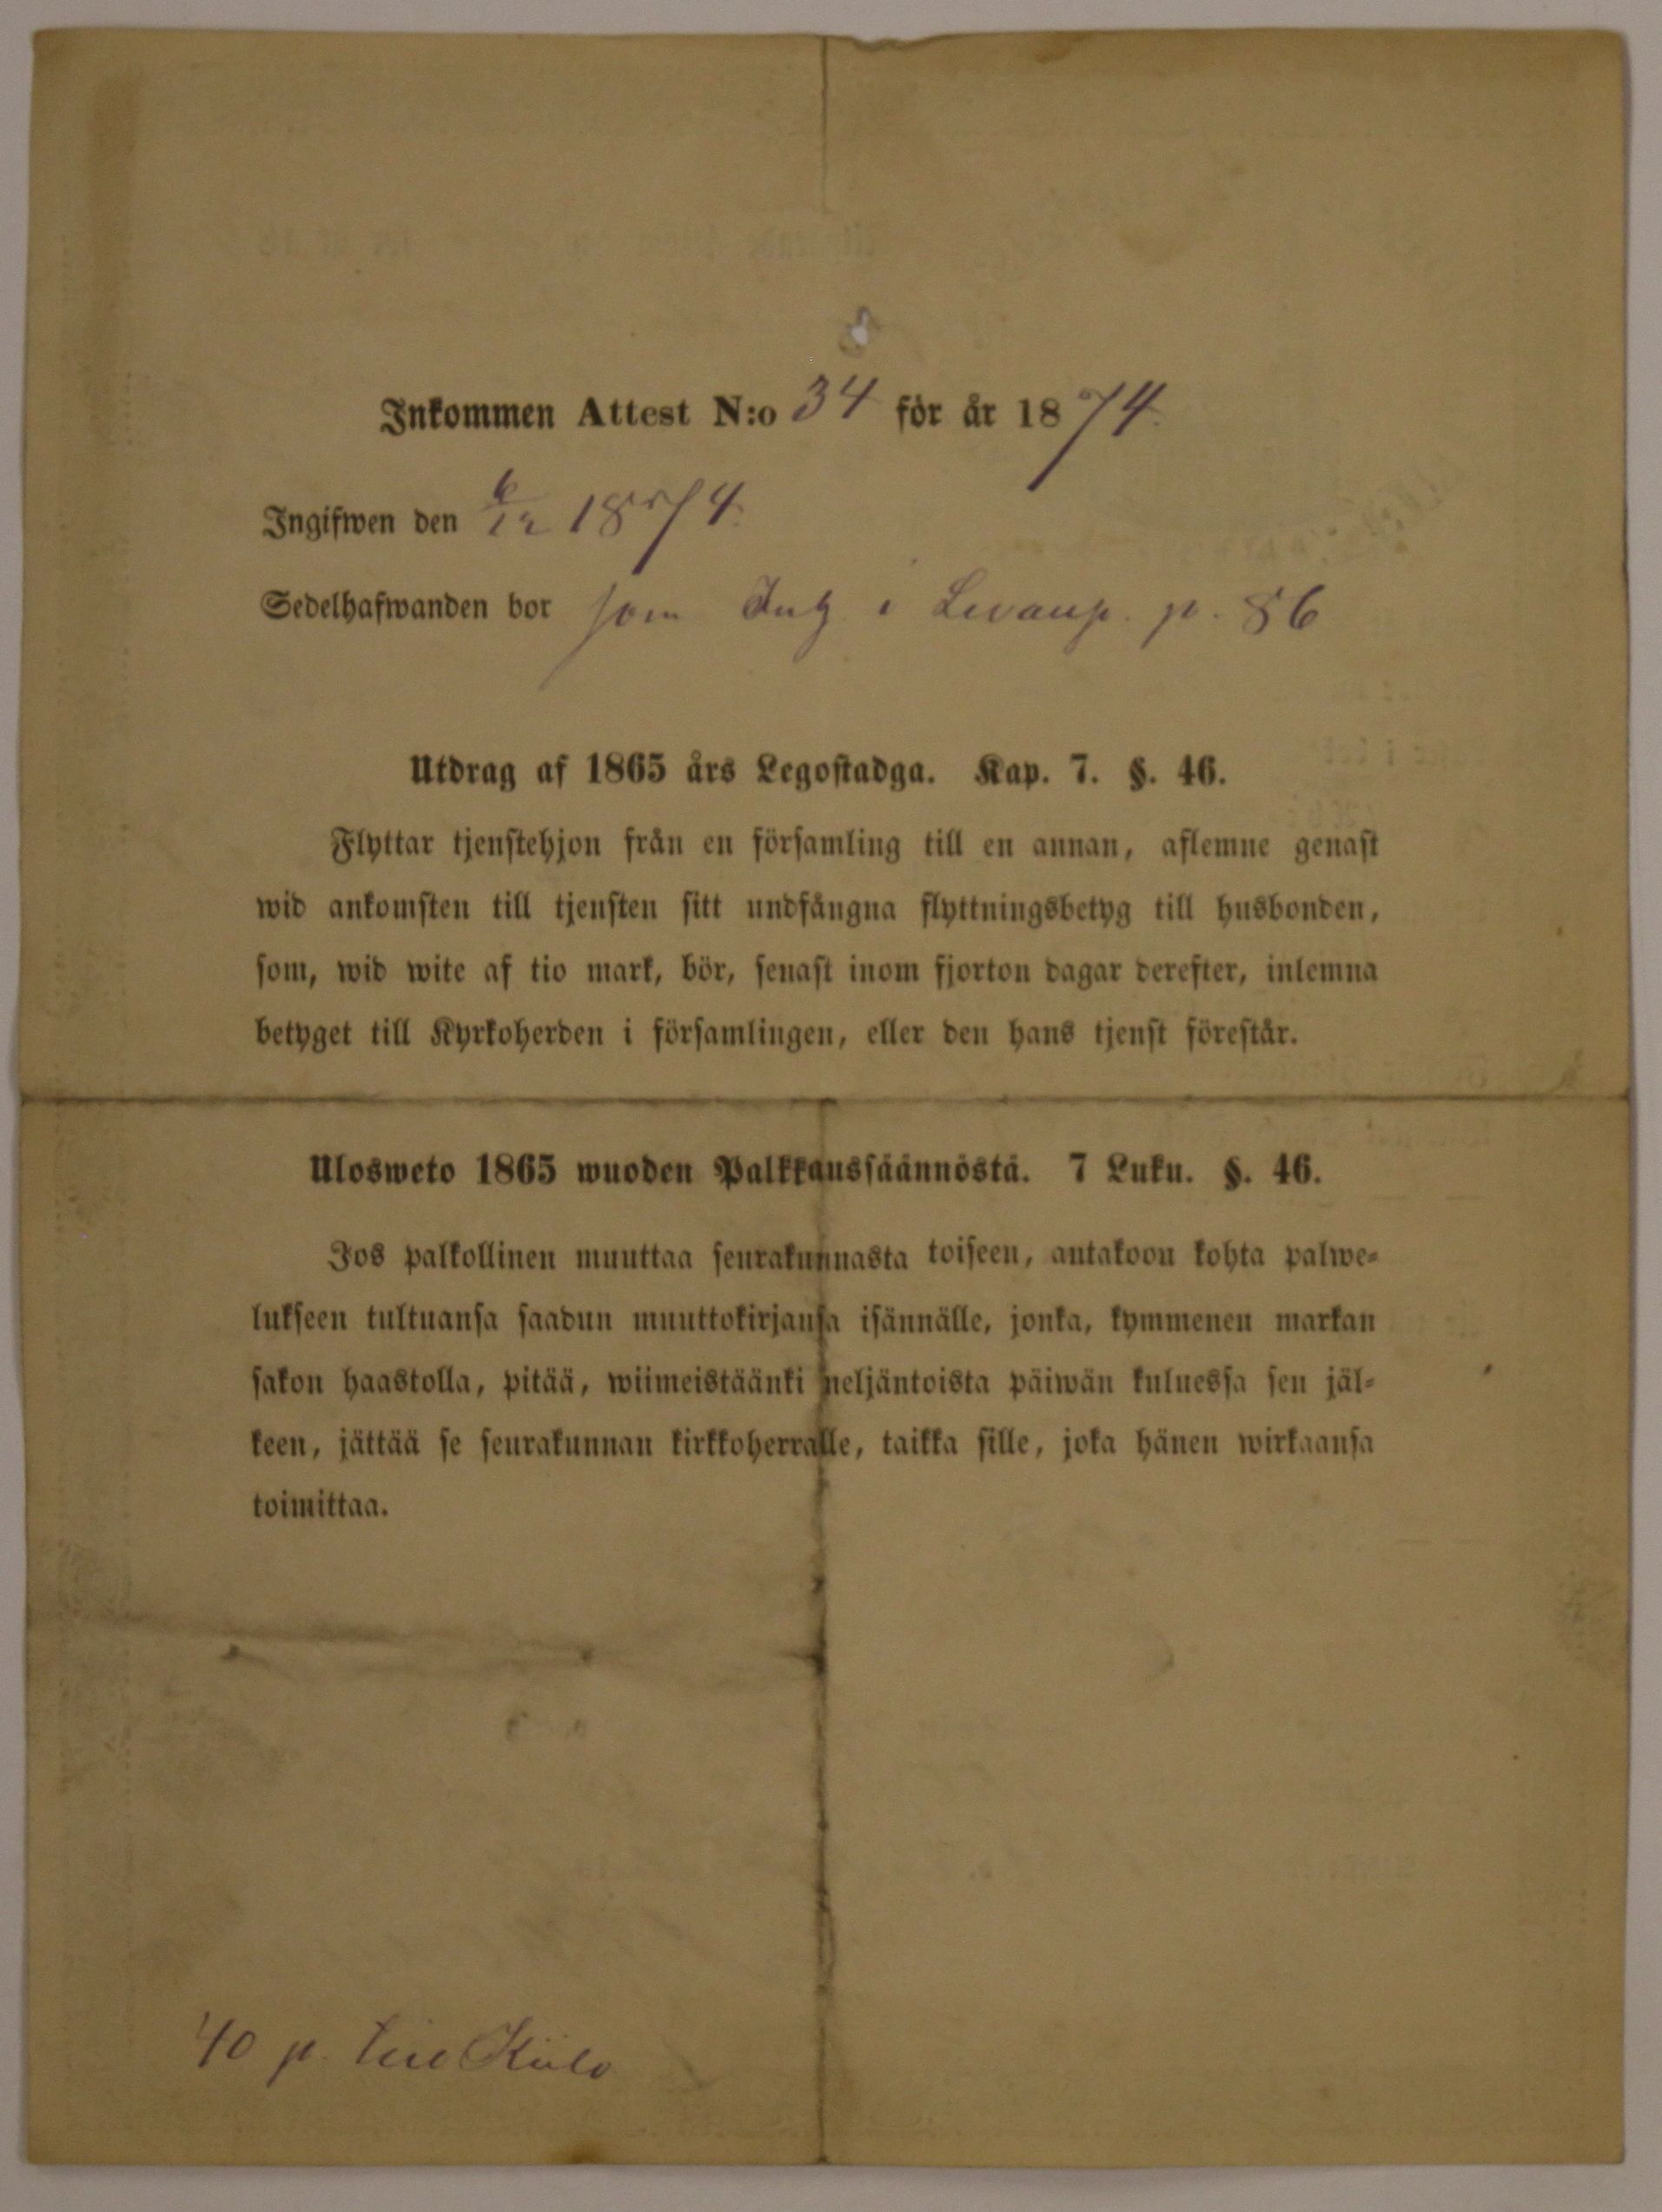 Inkommen Attest N:o 34 för år 1874
Ingifwen den 6/12 1874
Sedelhafwanden bor som i p. 86
Utdrag af 1865 års Legostadga. Kap. 7. §. 46.
Flyttar tjenstehjon från en församling till en annan, aflemne genast
wid ankomsten till tjensten sitt undfångna flyttningsbetyg till husbonden,
som, wid wite af tio mark, bör, senast inom fjorton dagar derefter, inlemna
betyget till Kyrkoherden i församlingen, eller den hans tjenst förestår.
Ulosweto 1865 wuoden Palkkaussäännöstä. 7 Luku. §. 46.
Jos palkollinen muuttaa seurakunnasta toiseen, antakoon kohta palwe-
lukseen tultuansa saadun muuttokirjansa isännälle, jonka, kymmenen markan
sakon haastolla, pitää, wiimeistäänki neljäntoista päiwän kuluessa sen jäl-
keen, jättää se seurakunnan kirkkoherralle, taikka sille, joka hänen wirkaansa
toimittaa.
40 p.